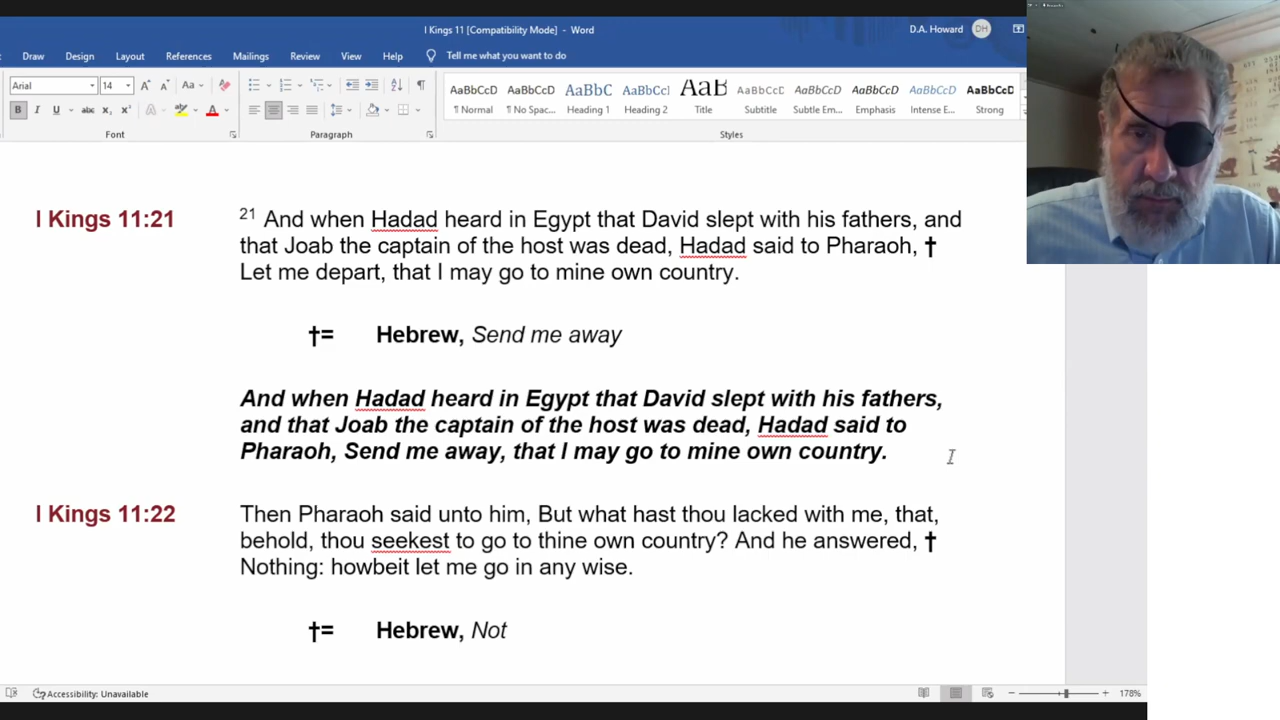 I Kings 11 [Compatibility Mode] - Word
D.A. Howard DH
Draw Design Layout References Mailings Review View Help Tell me what you want to do
Arial 14 Aa
B I U abc x₂ x² A A
Font Paragraph Styles
AaBbCcD AaBbCcD AaBbC AaBbCc AaB AaBbCcD AaBbCcD AaBbCcD AaBbCcD AaBbCcD
¶ Normal ¶ No Spac... Heading 1 Heading 2 Title Subtitle Subtle Em... Emphasis Intense E... Strong
I Kings 11:21 21 And when Hadad heard in Egypt that David slept with his fathers, and
that Joab the captain of the host was dead, Hadad said to Pharaoh, †
Let me depart, that I may go to mine own country.
†= Hebrew, Send me away
And when Hadad heard in Egypt that David slept with his fathers,
and that Joab the captain of the host was dead, Hadad said to
Pharaoh, Send me away, that I may go to mine own country.
I Kings 11:22 Then Pharaoh said unto him, But what hast thou lacked with me, that,
behold, thou seekest to go to thine own country? And he answered, †
Nothing: howbeit let me go in any wise.
†= Hebrew, Not
Accessibility: Unavailable 178%